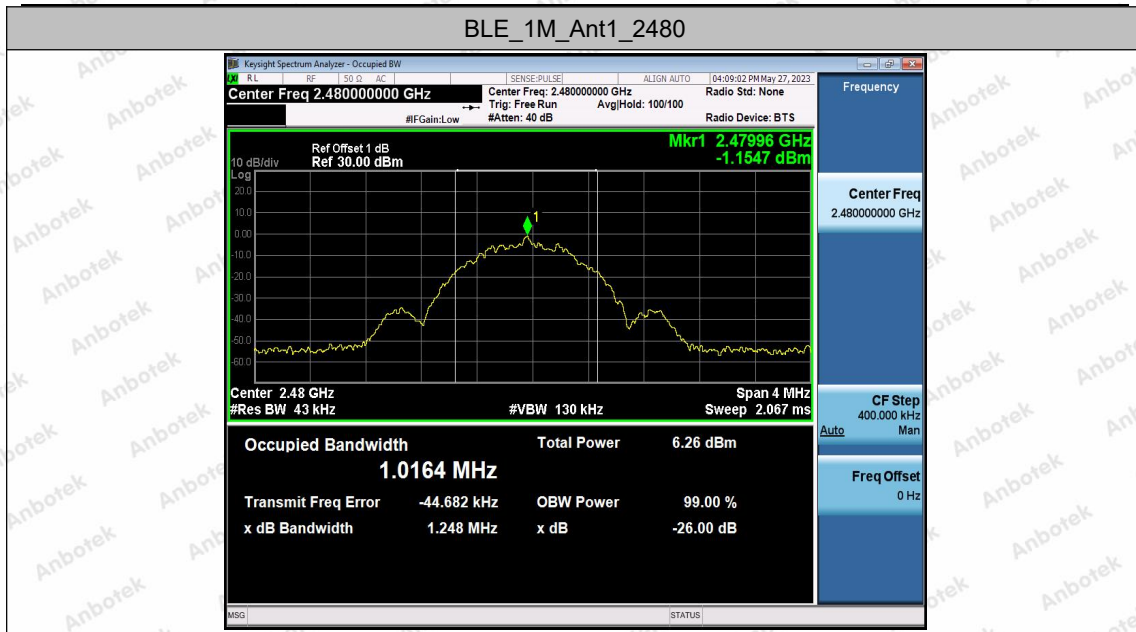 BLE_1M_Ant1_2480
Keysight Spectrum Analyzer - Occupied BW
LXI RL RF 50 Ω AC SENSE:PULSE ALIGN AUTO 04:09:02 PM May 27, 2023
Center Freq 2.480000000 GHz
Center Freq: 2.480000000 GHz Radio Std: None
Trig: Free Run Avg|Hold: 100/100
#IFGain:Low #Atten: 40 dB Radio Device: BTS
Frequency
Mkr1 2.47996 GHz
-1.1547 dBm
Ref Offset 1 dB
10 dB/div Ref 30.00 dBm
Log
20.0
10.0
0.00
-10.0
-20.0
-30.0
-40.0
-50.0
-60.0
1
Center 2.48 GHz Span 4 MHz
#Res BW 43 kHz #VBW 130 kHz Sweep 2.067 ms
Occupied Bandwidth Total Power 6.26 dBm
1.0164 MHz
Transmit Freq Error -44.682 kHz OBW Power 99.00 %
x dB Bandwidth 1.248 MHz x dB -26.00 dB
Center Freq
2.480000000 GHz
CF Step
400.000 kHz
Auto Man
Freq Offset
0 Hz
MSG STATUS
Anbotek